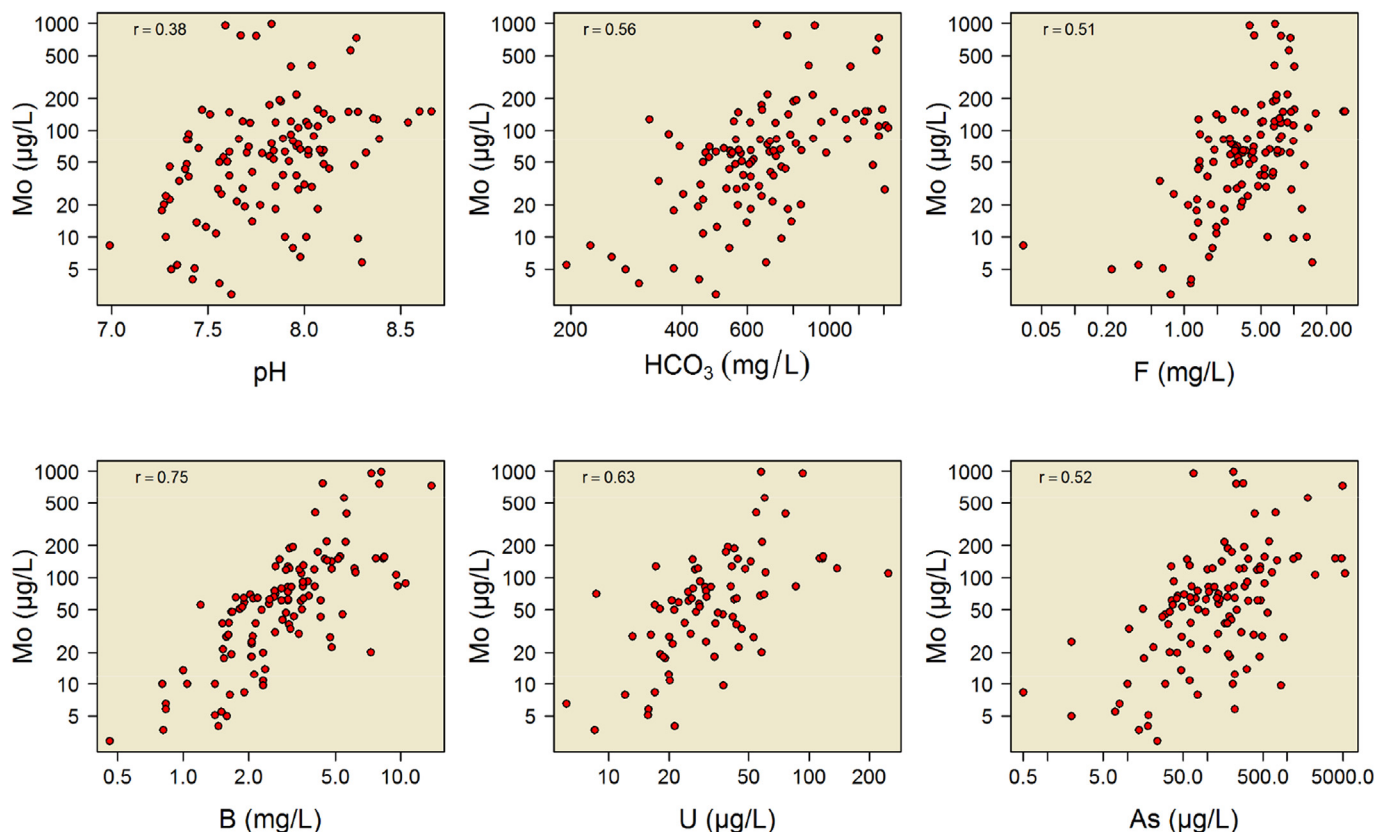 r = 0.38
1000
500
200
100
50
20
10
5
Mo (µg/L)
7.0 7.5 8.0 8.5
pH
r = 0.56
1000
500
200
100
50
20
10
5
Mo (µg/L)
200 400 600 1000
HCO₃ (mg/L)
r = 0.51
1000
500
200
100
50
20
10
5
Mo (µg/L)
0.05 0.20 1.00 5.00 20.00
F (mg/L)
r = 0.75
1000
500
200
100
50
20
10
5
Mo (µg/L)
0.5 1.0 2.0 5.0 10.0
B (mg/L)
r = 0.63
1000
500
200
100
50
20
10
5
Mo (µg/L)
10 20 50 100 200
U (µg/L)
r = 0.52
1000
500
200
100
50
20
10
5
Mo (µg/L)
0.5 5.0 50.0 500.0 5000.0
As (µg/L)